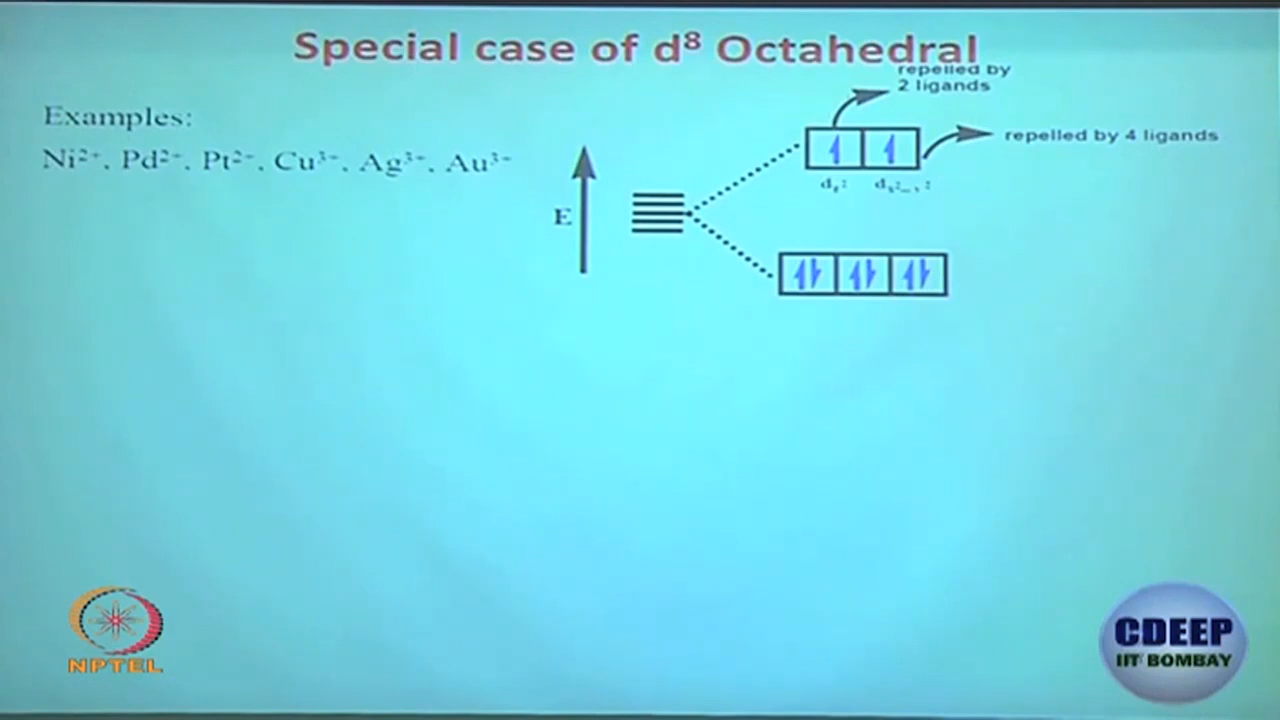 Special case of d⁸ Octahedral
repelled by
2 ligands
Examples:
repelled by 4 ligands
Ni²⁺, Pd²⁺, Pt²⁺, Cu³⁺, Ag³⁺, Au³⁺
E
NPTEL
CDEEP
IIT BOMBAY